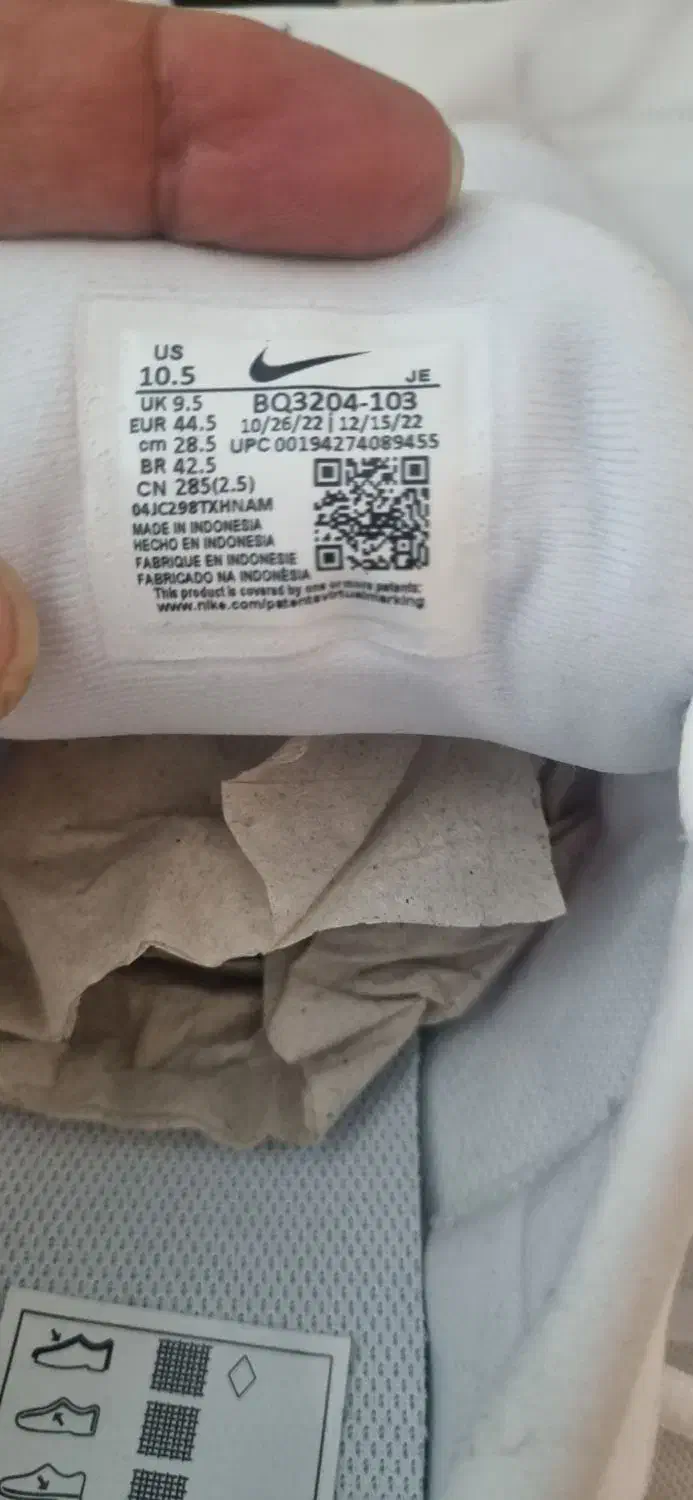 US
10.5
JE
UK 9.5
BQ3204-103
EUR 44.5
10/26/22 | 12/15/22
cm 28.5
UPC 00194274089455
BR 42.5
CN 285(2.5)
04JC298TXHNAM
MADE IN INDONESIA
HECHO EN INDONESIA
FABRIQUE EN INDONESIE
FABRICADO NA INDONÉSIA
This product is covered by one or more patents:
www.nike.com/patentsvirtualmarking